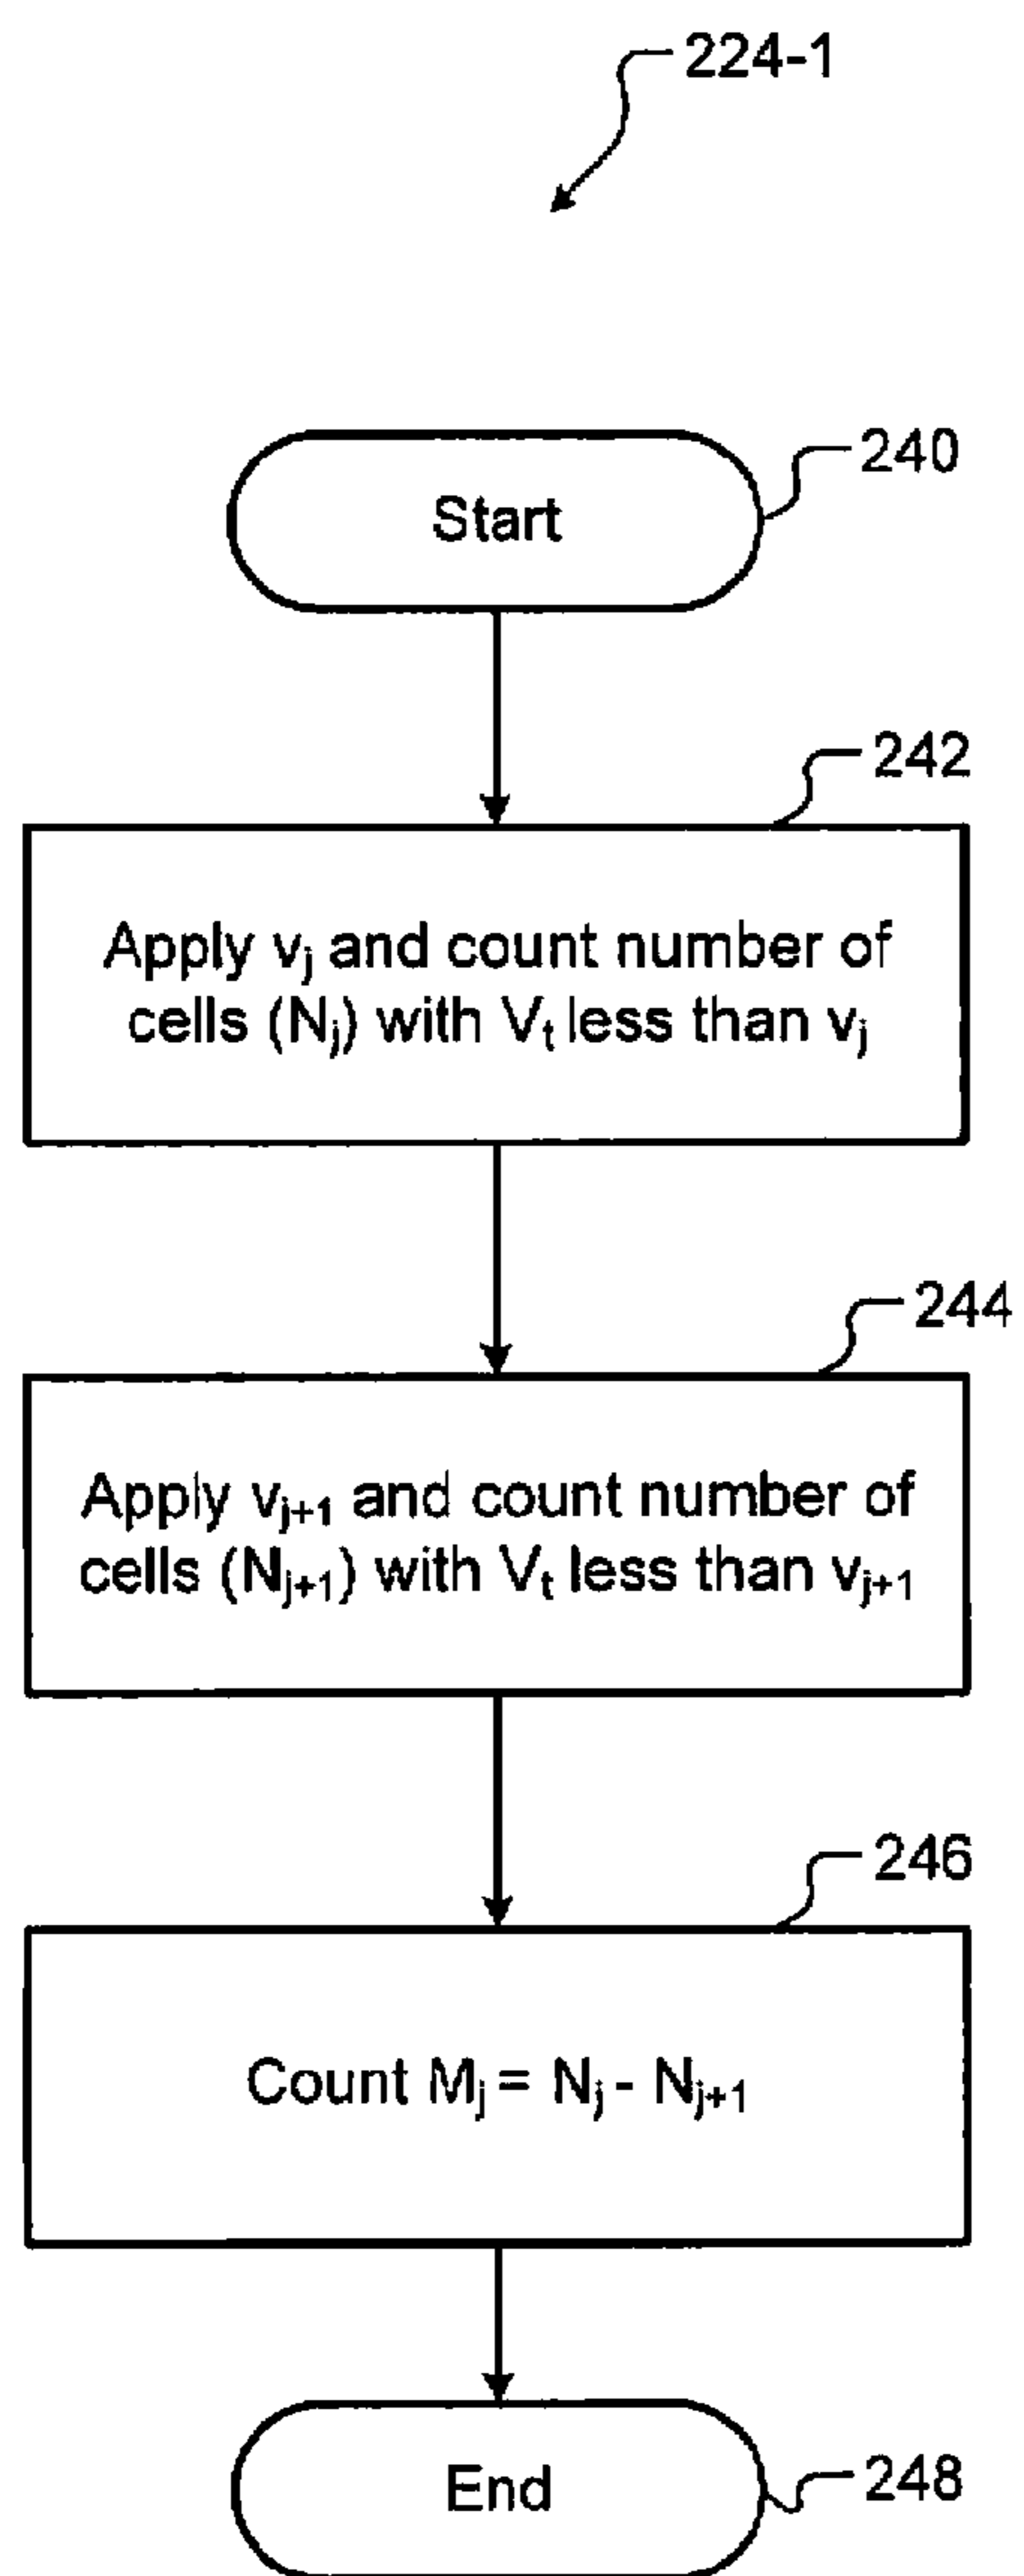 224-1
Start
240
242
Apply vj and count number of
cells (Nj) with Vt less than vj
244
Apply vj+1 and count number of
cells (Nj+1) with Vt less than vj+1
246
Count Mj = Nj - Nj+1
End
248